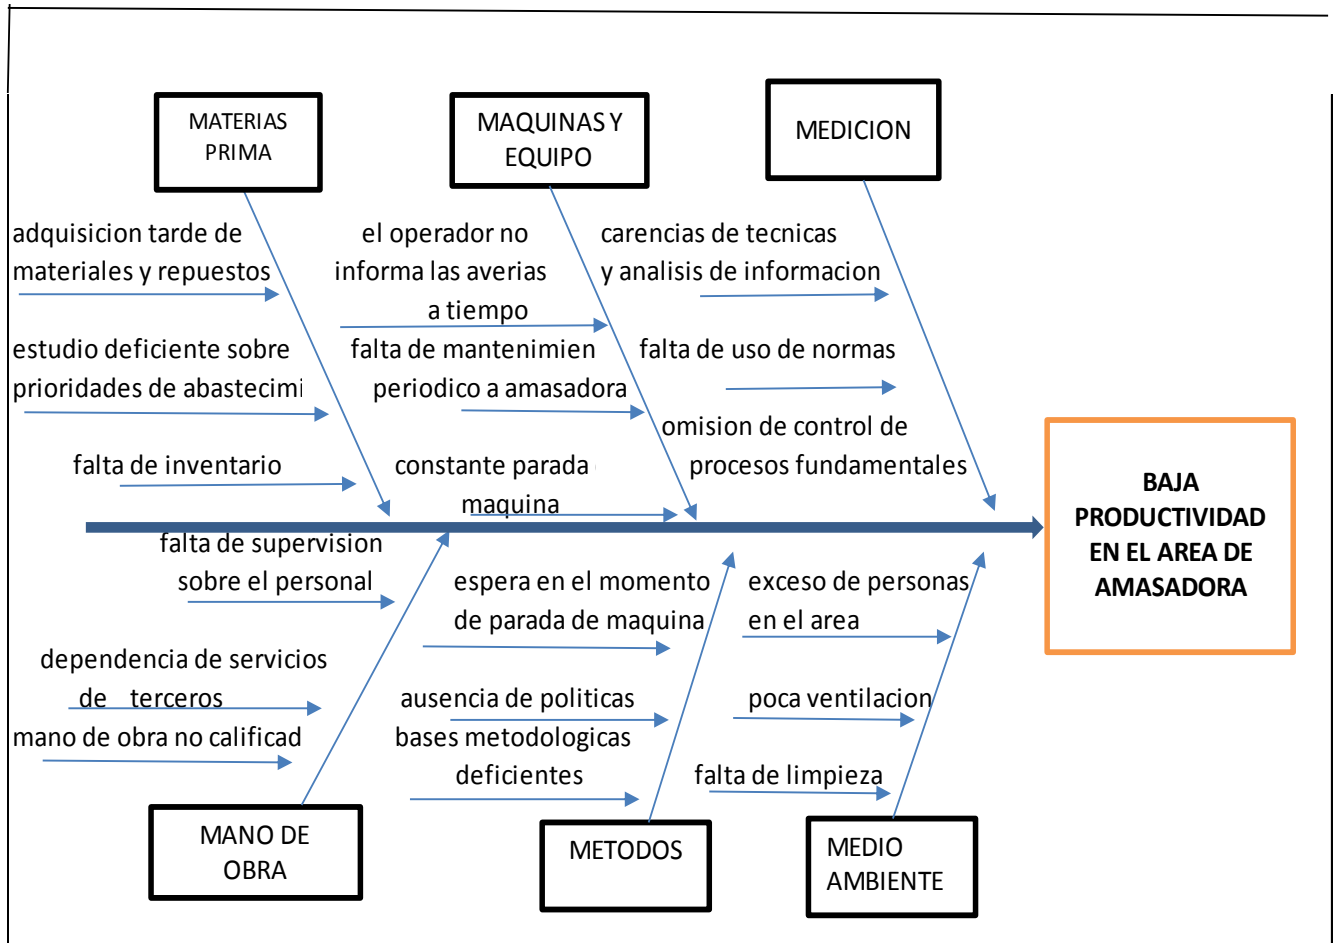 MATERIAS
PRIMA
MAQUINAS Y
EQUIPO
MEDICION
adquisicion tarde de
materiales y repuestos
estudio deficiente sobre
prioridades de abastecimi
falta de inventario
el operador no
informa las averias
a tiempo
falta de mantenimien
periodico a amasadora
constante parada
maquina
carencias de tecnicas
y analisis de informacion
falta de uso de normas
omision de control de
procesos fundamentales
BAJA
PRODUCTIVIDAD
EN EL AREA DE
AMASADORA
falta de supervision
sobre el personal
dependencia de servicios
de terceros
mano de obra no calificad
espera en el momento
de parada de maquina
ausencia de politicas
bases metodologicas
deficientes
exceso de personas
en el area
poca ventilacion
falta de limpieza
MANO DE
OBRA
METODOS
MEDIO
AMBIENTE